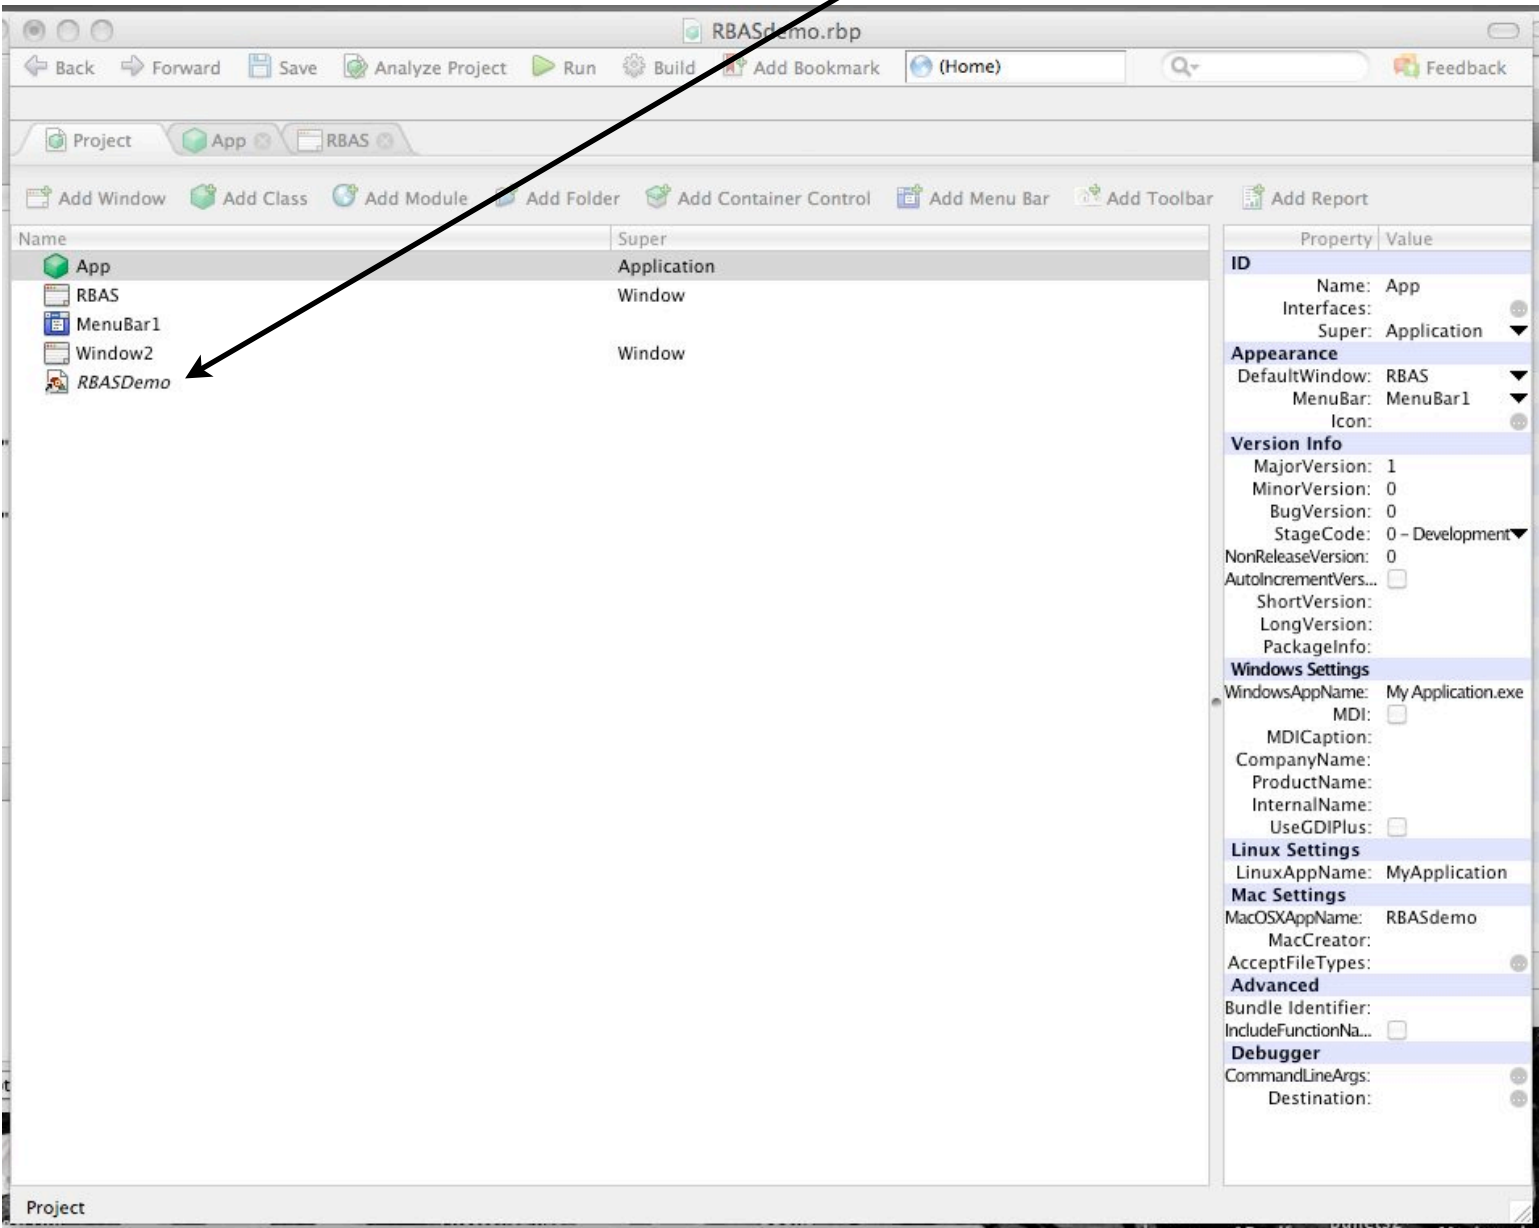 RBASdemo.rbp
Back Forward Save Analyze Project Run Build Add Bookmark (Home) Feedback
Project App RBAS
Add Window Add Class Add Module Add Folder Add Container Control Add Menu Bar Add Toolbar Add Report
Name Super Property Value
App Application
RBAS Window
MenuBar1
Window2 Window
RBASDemo
ID
Name: App
Interfaces:
Super: Application
Appearance
DefaultWindow: RBAS
MenuBar: MenuBar1
Icon:
Version Info
MajorVersion: 1
MinorVersion: 0
BugVersion: 0
StageCode: 0 – Development
NonReleaseVersion: 0
AutoIncrementVers...
ShortVersion:
LongVersion:
PackageInfo:
Windows Settings
WindowsAppName: My Application.exe
MDI:
MDICaption:
CompanyName:
ProductName:
InternalName:
UseGDIPlus:
Linux Settings
LinuxAppName: MyApplication
Mac Settings
MacOSXAppName: RBASdemo
MacCreator:
AcceptFileTypes:
Advanced
Bundle Identifier:
IncludeFunctionNa...
Debugger
CommandLineArgs:
Destination:
Project